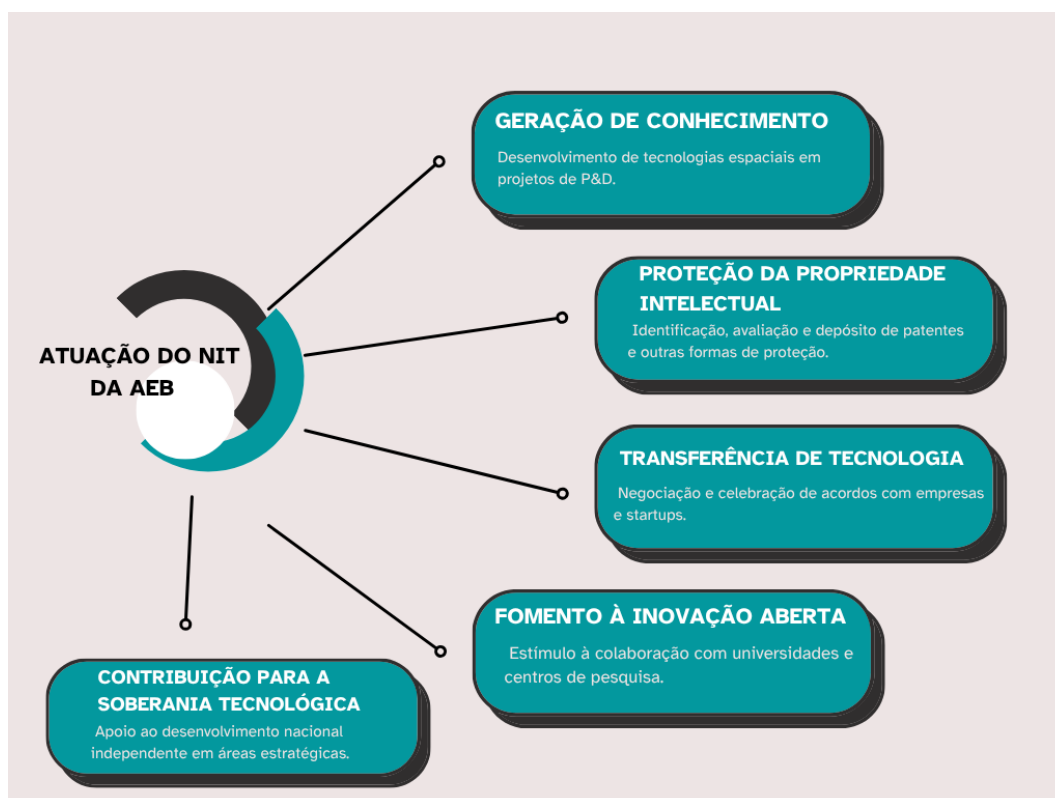 GERAÇÃO DE CONHECIMENTO
Desenvolvimento de tecnologias espaciais em
projetos de P&D.
PROTEÇÃO DA PROPRIEDADE
INTELECTUAL
Identificação, avaliação e depósito de patentes
e outras formas de proteção.
ATUAÇÃO DO NIT
DA AEB
TRANSFERÊNCIA DE TECNOLOGIA
Negociação e celebração de acordos com empresas
e startups.
FOMENTO À INOVAÇÃO ABERTA
Estímulo à colaboração com universidades e
centros de pesquisa.
CONTRIBUIÇÃO PARA A
SOBERANIA TECNOLÓGICA
Apoio ao desenvolvimento nacional
independente em áreas estratégicas.